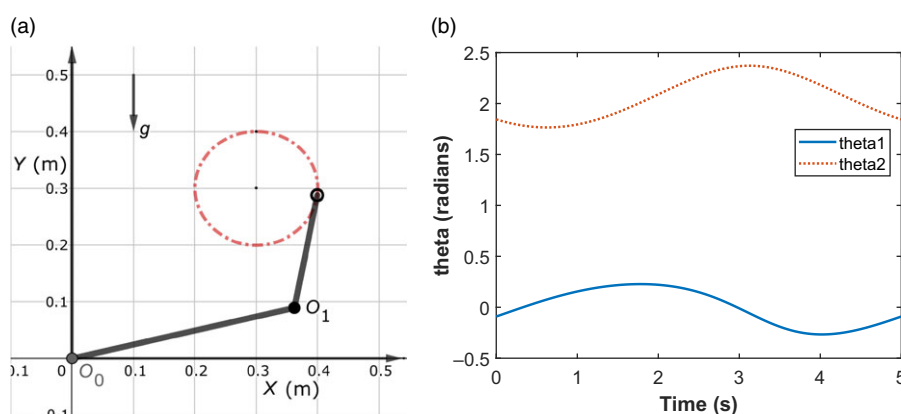 (a)
0.5
g
0.4
Y (m)
0.3
0.2
0.1
O1
O0
0.1 0 0.1 0.2 0.3 0.4 0.5
X (m)
0.1
(b)
2.5
2
1.5
1
0.5
0
–0.5
theta (radians)
theta1
theta2
0 1 2 3 4 5
Time (s)